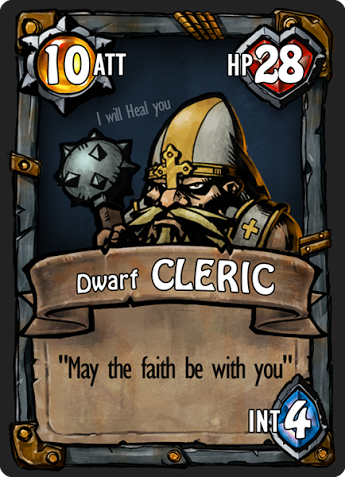 10 ATT
HP 28
I will Heal you
Dwarf CLERIC
"May the faith be with you"
INT 4